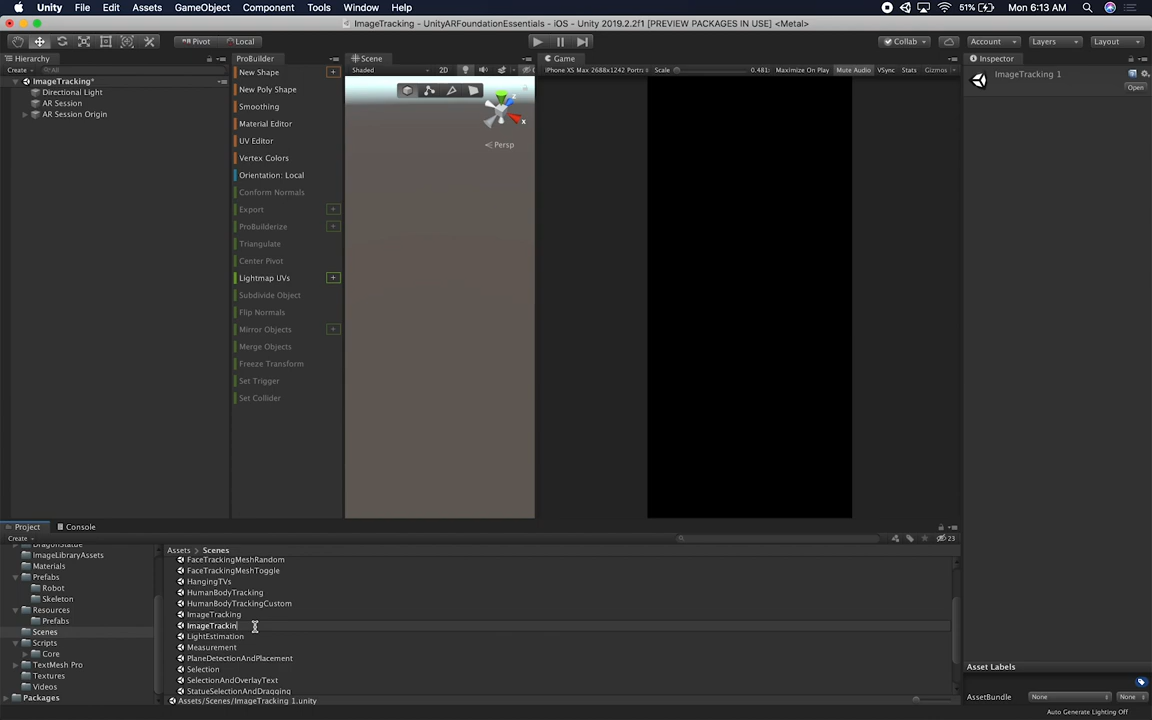 Unity File Edit Assets GameObject Component Tools Window Help 51% Mon 6:13 AM
ImageTracking - UnityARFoundationEssentials - iOS - Unity 2019.2.2f1 [PREVIEW PACKAGES IN USE] <Metal>
Pivot Local Collab Account Layers Layout
Hierarchy ProBuilder Scene Game Inspector
Create All Shaded 2D iPhone XS Max 2688x1242 Portrait Scale 0.481 Maximize On Play Mute Audio VSync Stats Gizmos
ImageTracking 1
Open
ImageTracking*
Directional Light
AR Session
AR Session Origin
New Shape
New Poly Shape
Smoothing
Material Editor
UV Editor
Vertex Colors
Orientation: Local
Conform Normals
Export
ProBuilderize
Triangulate
Center Pivot
Lightmap UVs
Subdivide Object
Flip Normals
Mirror Objects
Merge Objects
Freeze Transform
Set Trigger
Set Collider
x
Persp
Project Console
Create 23
DragonStatue
ImageLibraryAssets
Materials
Prefabs
Robot
Skeleton
Resources
Prefabs
Scenes
Scripts
Core
TextMesh Pro
Textures
Videos
Packages
Assets > Scenes
FaceTrackingMeshRandom
FaceTrackingMeshToggle
HangingTVs
HumanBodyTracking
HumanBodyTrackingCustom
ImageTracking
ImageTrackin
LightEstimation
Measurement
PlaneDetectionAndPlacement
Selection
SelectionAndOverlayText
StatueSelectionAndDragging
Assets/Scenes/ImageTracking 1.unity
Asset Labels
AssetBundle None None
Auto Generate Lighting Off